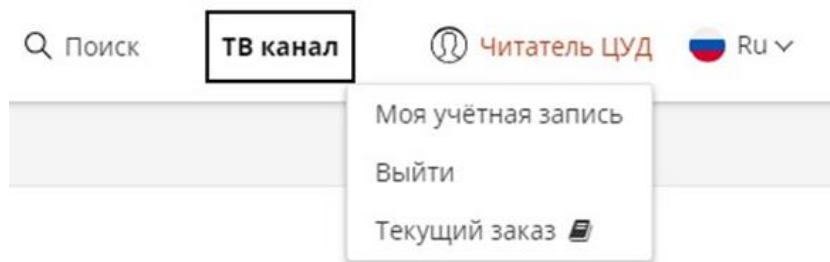 Поиск ТВ канал Читатель ЦУД Ru
Моя учётная запись
Выйти
Текущий заказ